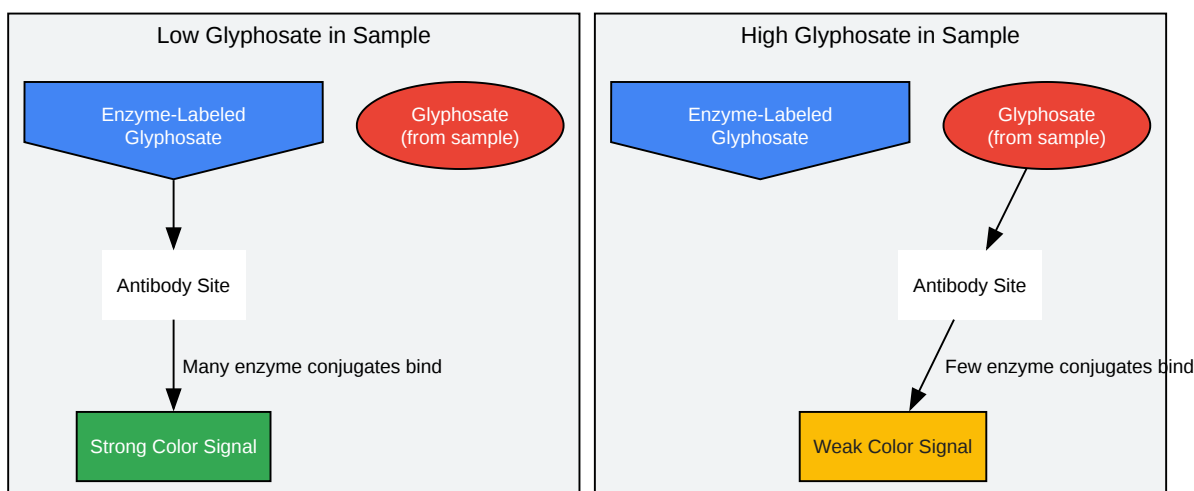 Low Glyphosate in Sample
Enzyme-Labeled
Glyphosate
Glyphosate
(from sample)
Antibody Site
Many enzyme conjugates bind
Strong Color Signal
High Glyphosate in Sample
Enzyme-Labeled
Glyphosate
Glyphosate
(from sample)
Antibody Site
Few enzyme conjugates bind
Weak Color Signal